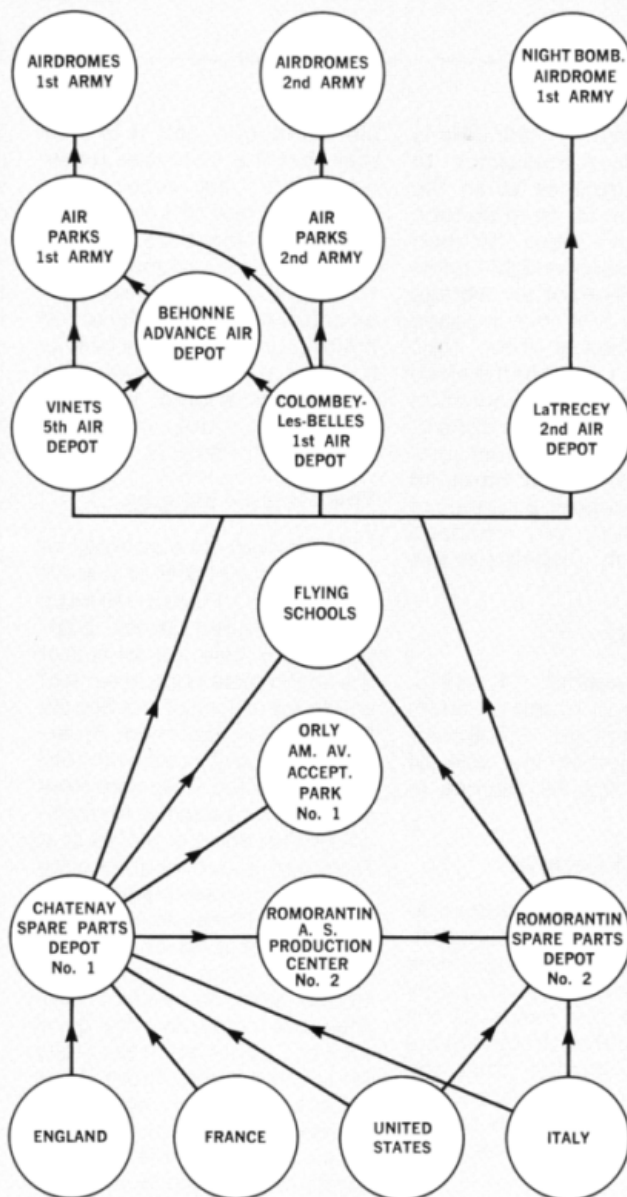 AIRDROMES
1st ARMY
AIRDROMES
2nd ARMY
NIGHT BOMB.
AIRDROME
1st ARMY
AIR
PARKS
1st ARMY
AIR
PARKS
2nd ARMY
BEHONNE
ADVANCE AIR
DEPOT
VINETS
5th AIR
DEPOT
COLOMBEY-
Les-BELLES
1st AIR
DEPOT
LaTRECEY
2nd AIR
DEPOT
FLYING
SCHOOLS
ORLY
AM. AV.
ACCEPT.
PARK
No. 1
CHATENAY
SPARE PARTS
DEPOT
No. 1
ROMORANTIN
A. S.
PRODUCTION
CENTER
No. 2
ROMORANTIN
SPARE PARTS
DEPOT
No. 2
ENGLAND
FRANCE
UNITED
STATES
ITALY